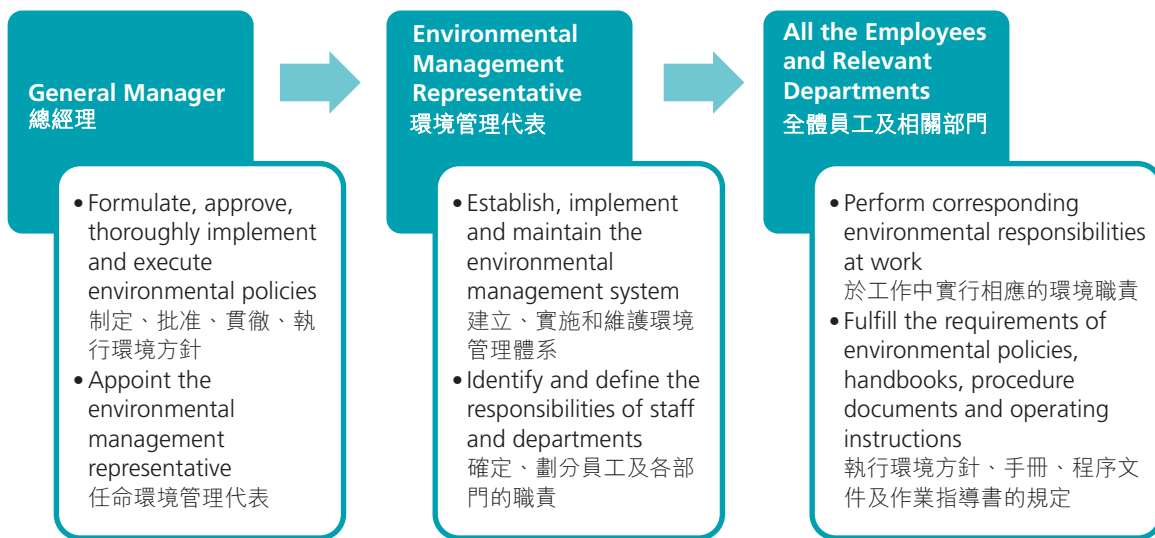 General Manager
總經理
• Formulate, approve,
thoroughly implement
and execute
environmental policies
制定、批准、貫徹、執
行環境方針
• Appoint the
environmental
management
representative
任命環境管理代表
Environmental
Management
Representative
環境管理代表
• Establish, implement
and maintain the
environmental
management system
建立、實施和維護環境
管理體系
• Identify and define the
responsibilities of staff
and departments
確定、劃分員工及各部
門的職責
All the Employees
and Relevant
Departments
全體員工及相關部門
• Perform corresponding
environmental responsibilities
at work
於工作中實行相應的環境職責
• Fulfill the requirements of
environmental policies,
handbooks, procedure
documents and operating
instructions
執行環境方針、手冊、程序文
件及作業指導書的規定